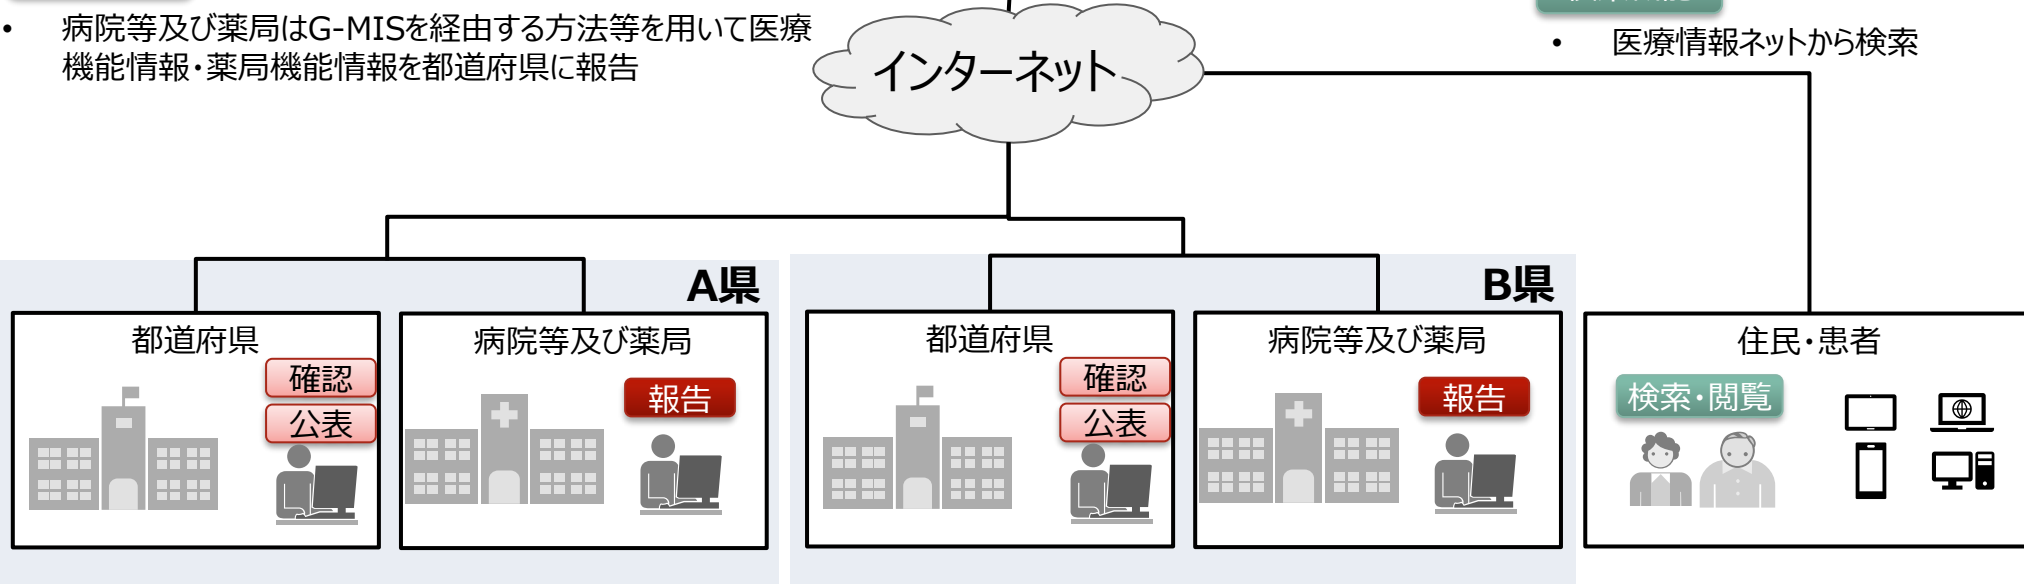 • 病院等及び薬局はG-MISを経由する方法等を用いて医療
機能情報・薬局機能情報を都道府県に報告
インターネット
• 医療情報ネットから検索
A県
都道府県
確認
公表
病院等及び薬局
報告
B県
都道府県
確認
公表
病院等及び薬局
報告
住民・患者
検索・閲覧